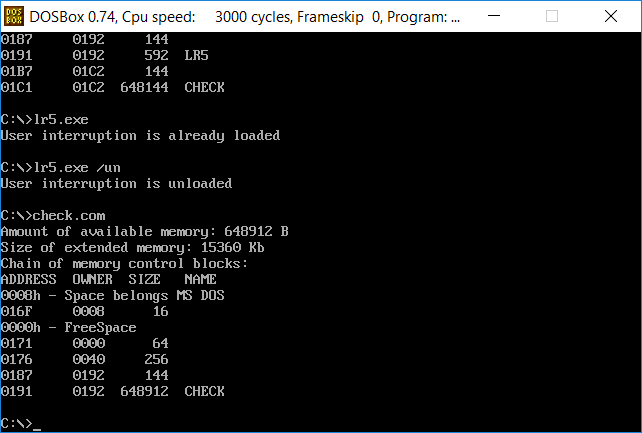 DOS BOX DOSBox 0.74, Cpu speed: 3000 cycles, Frameskip 0, Program: ...
0187 0192 144
0191 0192 592 LR5
01B7 01C2 144
01C1 01C2 648144 CHECK
C:\>lr5.exe
User interruption is already loaded
C:\>lr5.exe /un
User interruption is unloaded
C:\>check.com
Amount of available memory: 648912 B
Size of extended memory: 15360 Kb
Chain of memory control blocks:
ADDRESS OWNER SIZE NAME
0008h - Space belongs MS DOS
016F 0008 16
0000h - FreeSpace
0171 0000 64
0176 0040 256
0187 0192 144
0191 0192 648912 CHECK
C:\>_